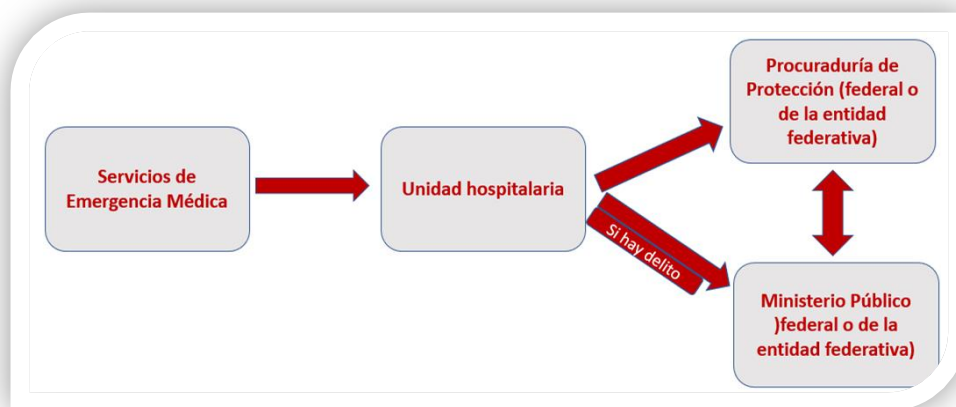 Servicios de
Emergencia Médica
Unidad hospitalaria
Procuraduría de
Protección (federal o
de la entidad
federativa)
Si hay delito
Ministerio Público
)federal o de la
entidad federativa)